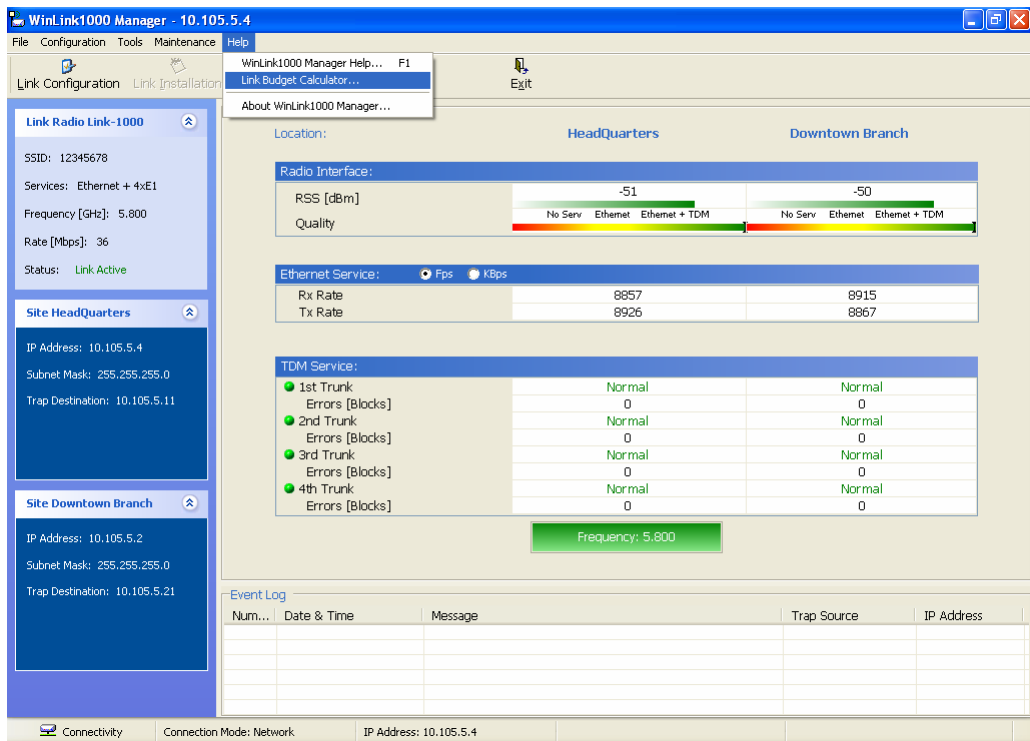 WinLink1000 Manager - 10.105.5.4
File Configuration Tools Maintenance Help
WinLink1000 Manager Help... F1
Link Budget Calculator...
About WinLink1000 Manager...
Link Configuration Link Installation Exit
Link Radio Link-1000
SSID: 12345678
Services: Ethernet + 4xE1
Frequency [GHz]: 5.800
Rate [Mbps]: 36
Status: Link Active
Site HeadQuarters
IP Address: 10.105.5.4
Subnet Mask: 255.255.255.0
Trap Destination: 10.105.5.11
Site Downtown Branch
IP Address: 10.105.5.2
Subnet Mask: 255.255.255.0
Trap Destination: 10.105.5.21
Location: HeadQuarters Downtown Branch
Radio Interface:
RSS [dBm] -51 -50
No Serv Ethernet Ethernet + TDM No Serv Ethernet Ethernet + TDM
Quality
Ethernet Service: Fps KBps
Rx Rate 8857 8915
Tx Rate 8926 8867
TDM Service:
1st Trunk Normal Normal
Errors [Blocks] 0 0
2nd Trunk Normal Normal
Errors [Blocks] 0 0
3rd Trunk Normal Normal
Errors [Blocks] 0 0
4th Trunk Normal Normal
Errors [Blocks] 0 0
Frequency: 5.800
Event Log
Num... Date & Time Message Trap Source IP Address
Connectivity Connection Mode: Network IP Address: 10.105.5.4